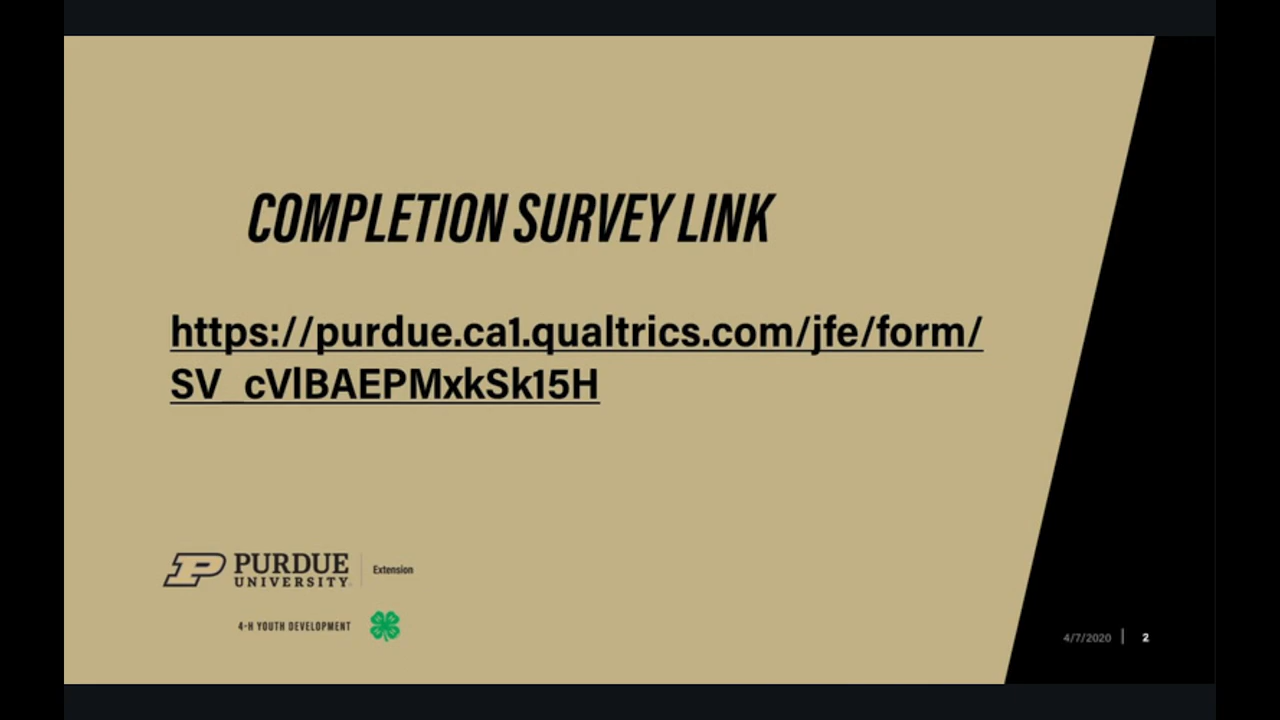 COMPLETION SURVEY LINK
https://purdue.ca1.qualtrics.com/jfe/form/
SV_cVlBAEPMxkSk15H
PURDUE
UNIVERSITY
Extension
4-H YOUTH DEVELOPMENT
4/7/2020 | 2